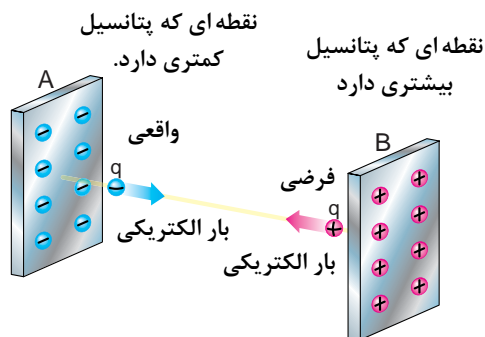 نقطه ای که پتانسیل
کمتری دارد.
نقطه ای که پتانسیل
بیشتری دارد
A
B
واقعی
فرضی
q
q
بار الکتریکی
بار الکتریکی